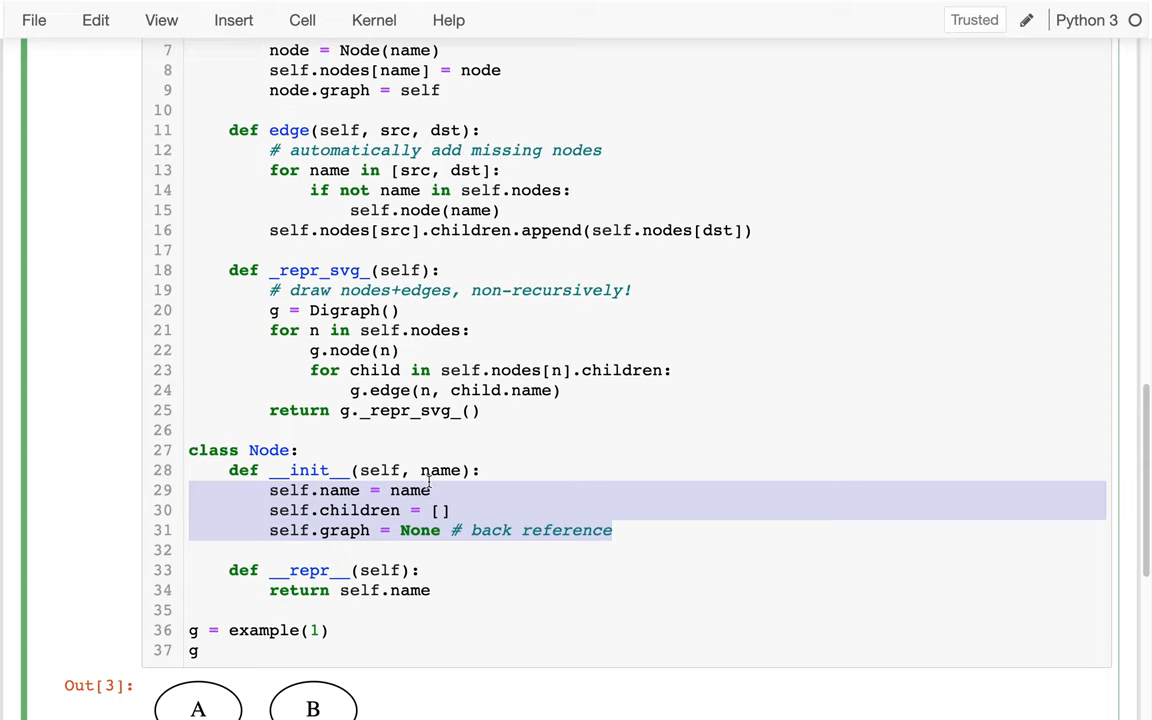 File Edit View Insert Cell Kernel Help Trusted Python 3
7 node = Node(name)
8 self.nodes[name] = node
9 node.graph = self
10
11 def edge(self, src, dst):
12 # automatically add missing nodes
13 for name in [src, dst]:
14 if not name in self.nodes:
15 self.node(name)
16 self.nodes[src].children.append(self.nodes[dst])
17
18 def _repr_svg_(self):
19 # draw nodes+edges, non-recursively!
20 g = Digraph()
21 for n in self.nodes:
22 g.node(n)
23 for child in self.nodes[n].children:
24 g.edge(n, child.name)
25 return g._repr_svg_()
26
27 class Node:
28 def __init__(self, name):
29 self.name = name
30 self.children = []
31 self.graph = None # back reference
32
33 def __repr__(self):
34 return self.name
35
36 g = example(1)
37 g
Out[3]:
A B